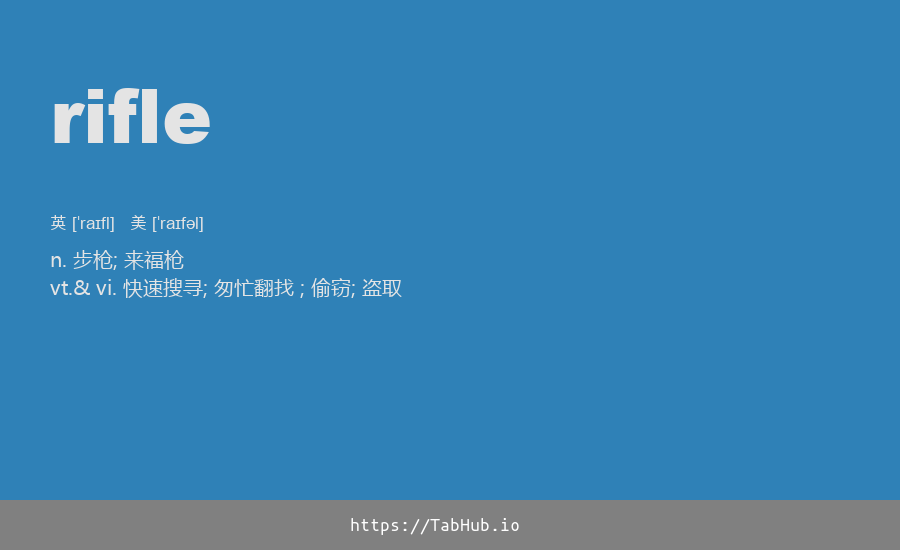 rifle
英 [ˈraɪfl] 美 [ˈraɪfəl]
n. 步枪; 来福枪
vt.& vi. 快速搜寻; 匆忙翻找 ; 偷窃; 盗取
https://TabHub.io